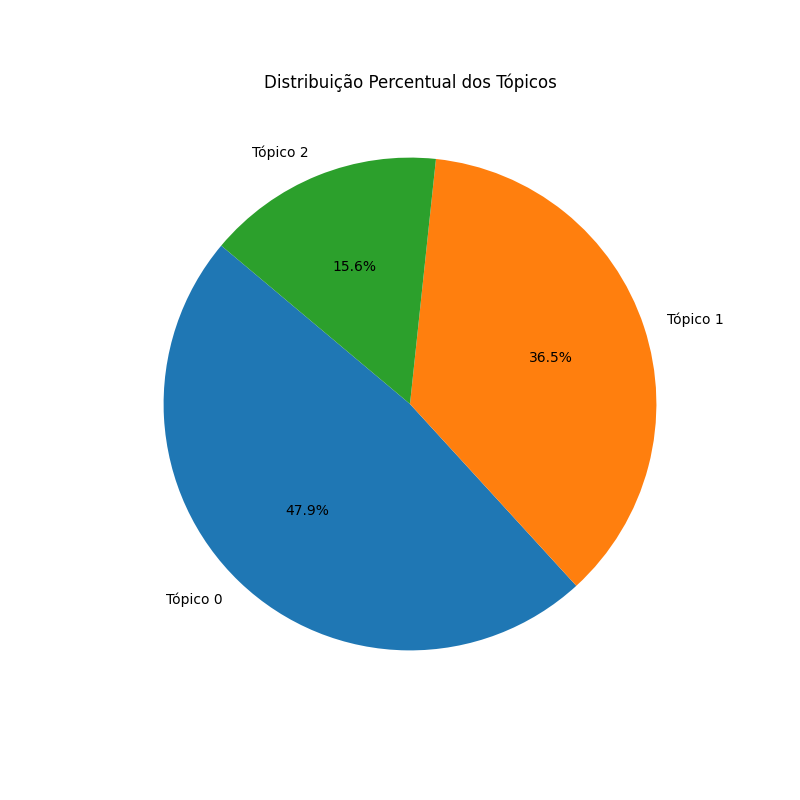 Distribuição Percentual dos Tópicos
Tópico 2
15.6%
Tópico 1
36.5%
47.9%
Tópico 0